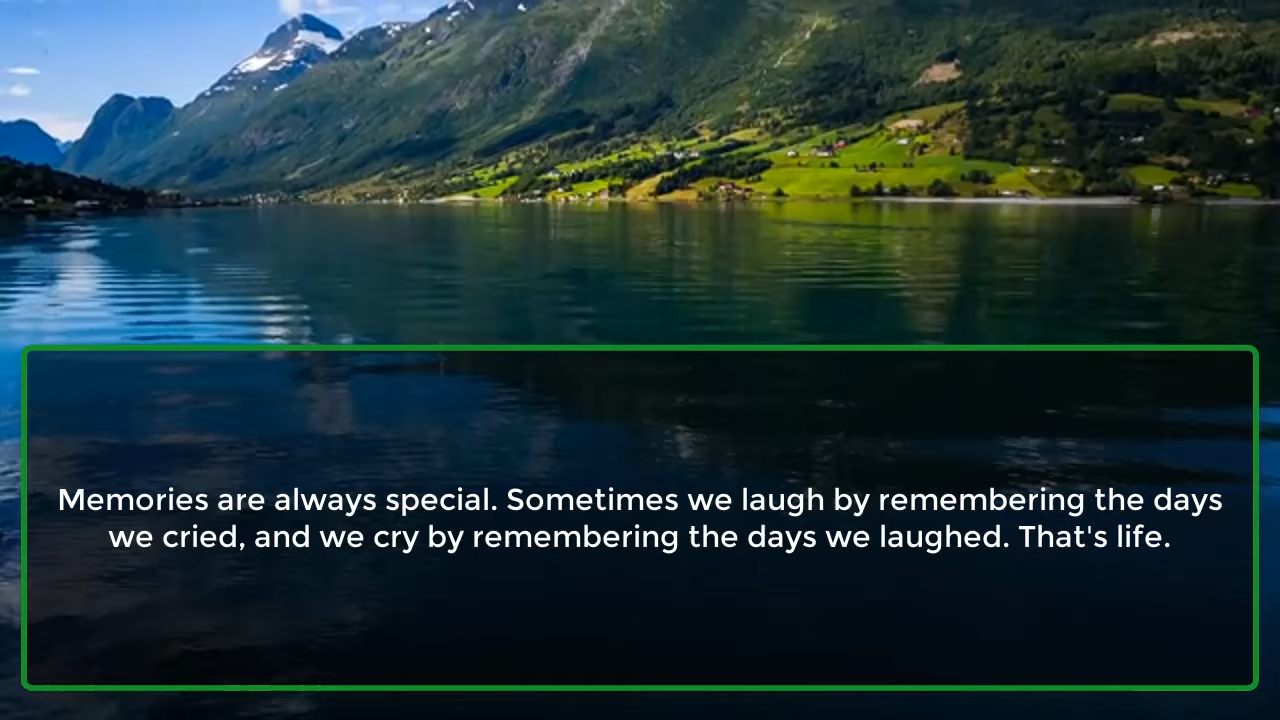 Memories are always special. Sometimes we laugh by remembering the days
we cried, and we cry by remembering the days we laughed. That's life.